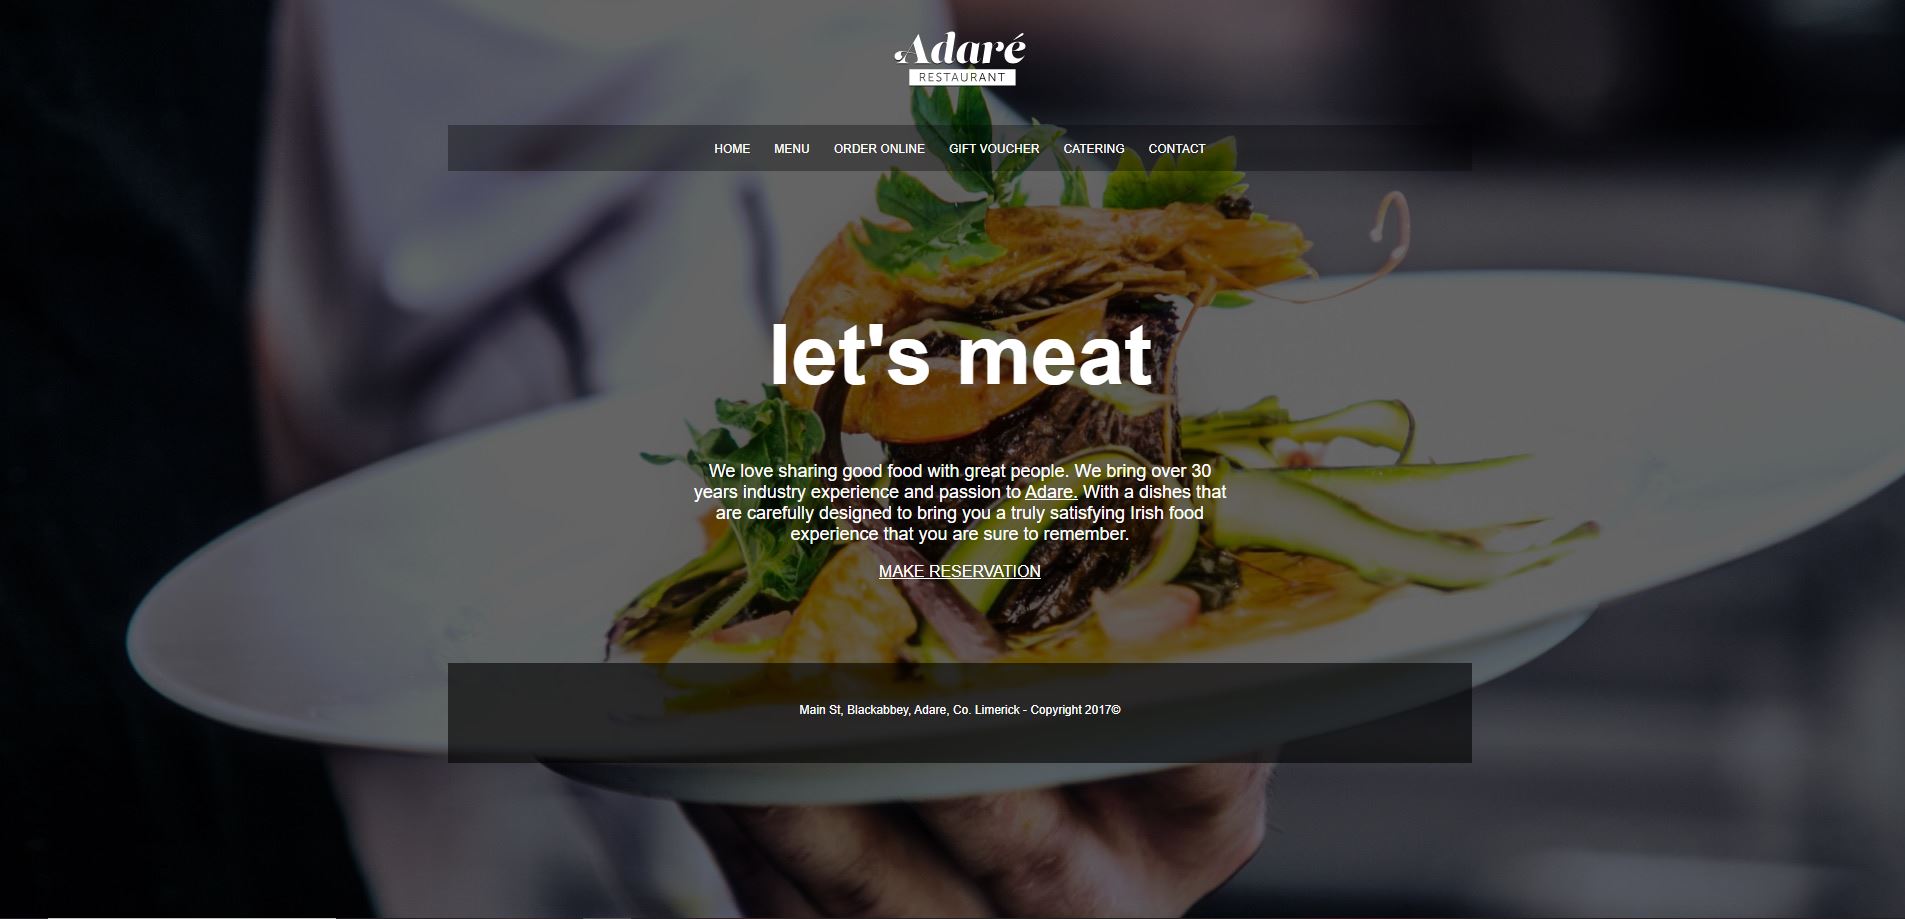 Adaré
RESTAURANT
HOME MENU ORDER ONLINE GIFT VOUCHER CATERING CONTACT
let's meat
We love sharing good food with great people. We bring over 30
years industry experience and passion to Adare. With a dishes that
are carefully designed to bring you a truly satisfying Irish food
experience that you are sure to remember.
MAKE RESERVATION
Main St, Blackabbey, Adare, Co. Limerick - Copyright 2017©